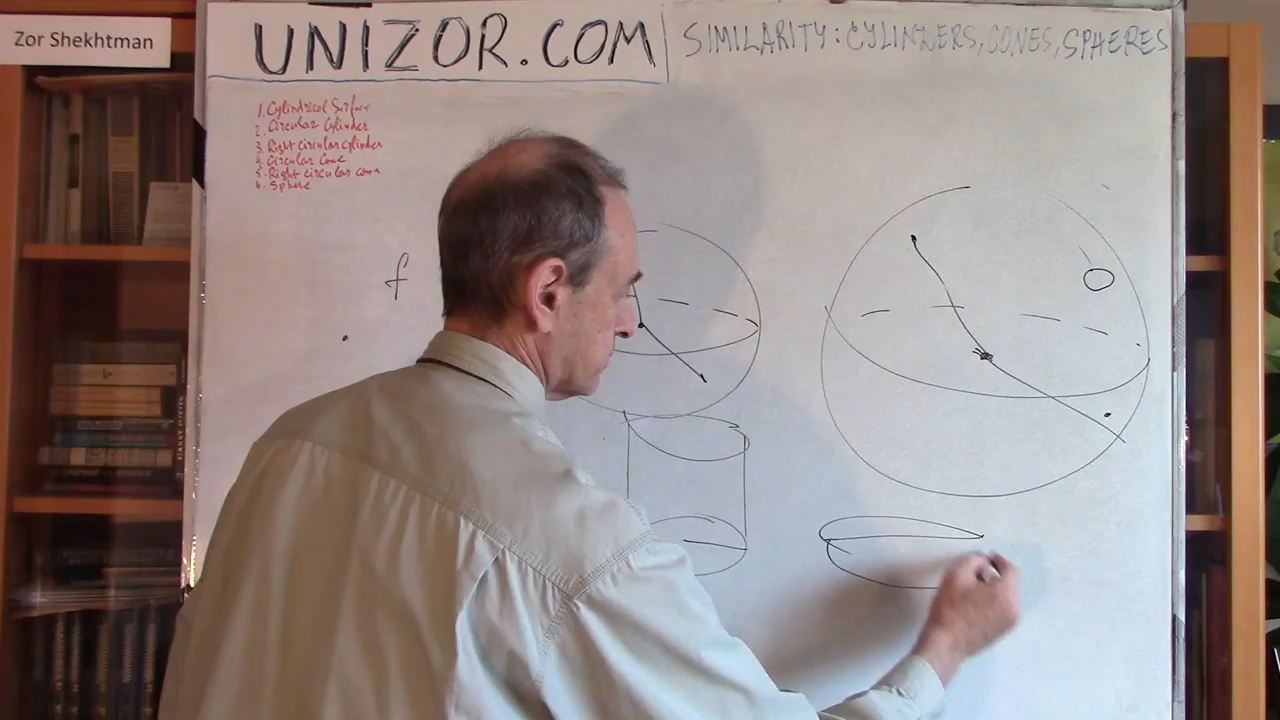 Zor Shekhtman
UNIZOR.COM
SIMILARITY: CYLINDERS, CONES, SPHERES
1. Cylindrical Surface
2. Circular Cylinder
3. Right circular cylinder
4. Circular Cone
5. Right circular cone
6. Sphere
f